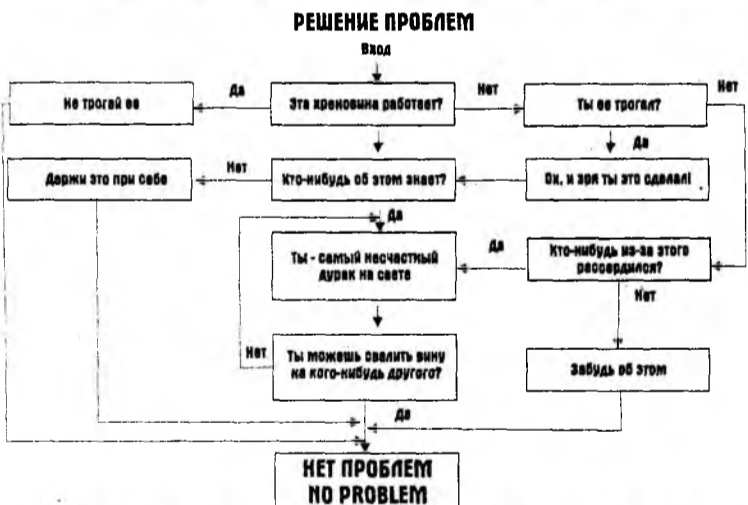 РЕШЕНИЕ ПРОБЛЕМ
Вход
Не трогай ее
Да
Эта хреновина работает?
Нет
Ты ее трогал?
Нет
Да
Держи это при себе
Нет
Кто-нибудь об этом знает?
Ох, и зря ты это сделал!
Да
Ты - самый несчастный
дурак на свете
Да
Кто-нибудь из-за этого
рассердился?
Нет
Нет
Ты можешь свалить вину
на кого-нибудь другого?
Забудь об этом
Да
НЕТ ПРОБЛЕМ
NO PROBLEM